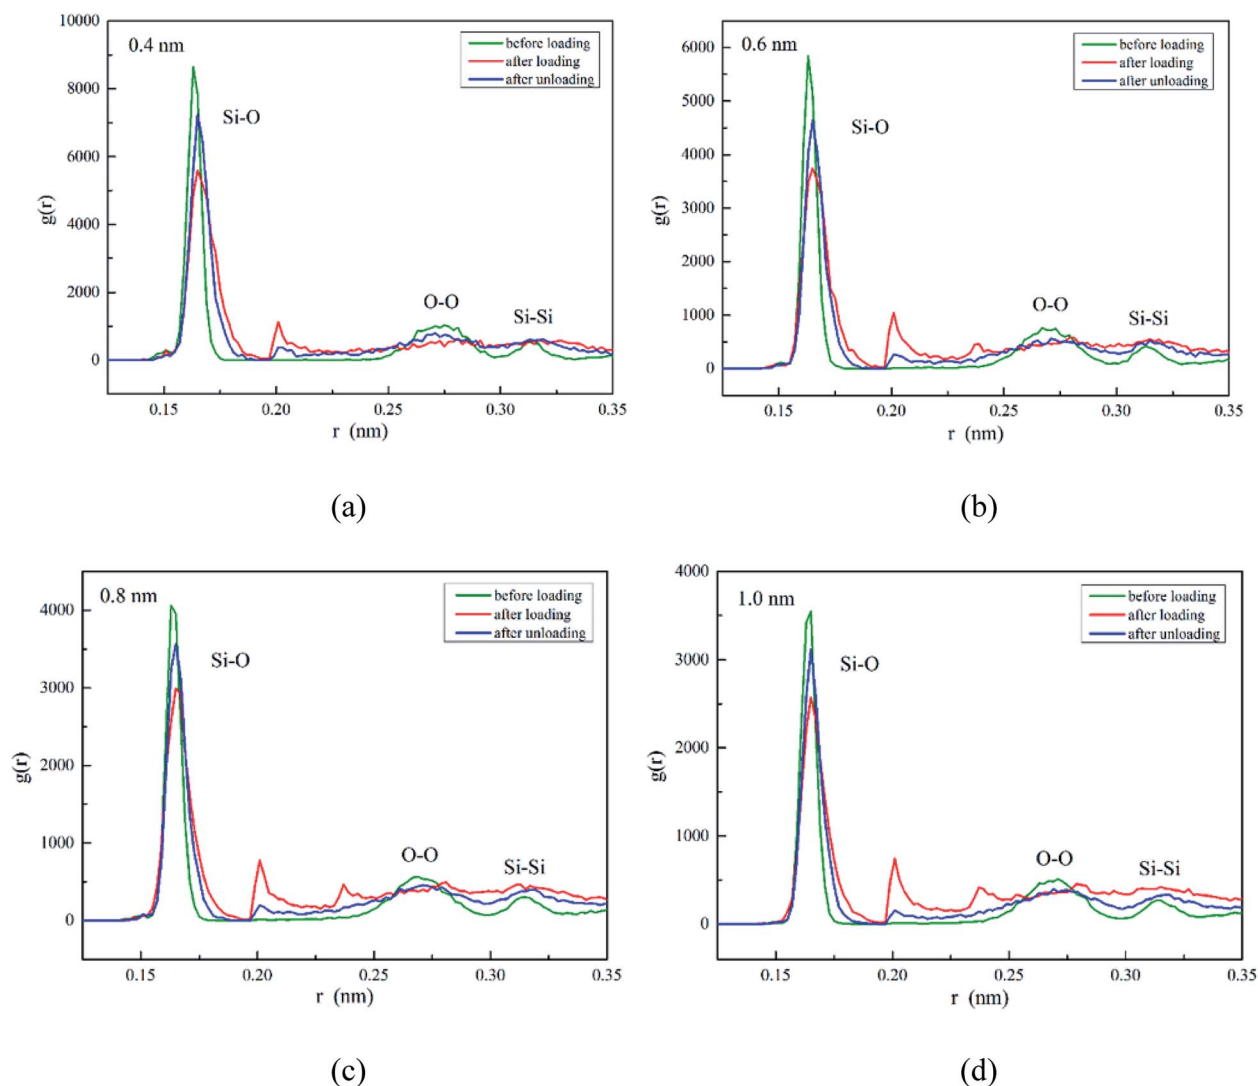 0.4 nm
before loading
after loading
after unloading
Si-O
O-O
Si-Si
g(r)
10000
8000
6000
4000
2000
0
0.15 0.20 0.25 0.30 0.35
r (nm)
(a)
0.6 nm
before loading
after loading
after unloading
Si-O
O-O
Si-Si
g(r)
6000
5000
4000
3000
2000
1000
0
0.15 0.20 0.25 0.30 0.35
r (nm)
(b)
0.8 nm
before loading
after loading
after unloading
Si-O
O-O
Si-Si
g(r)
4000
3000
2000
1000
0
0.15 0.20 0.25 0.30 0.35
r (nm)
(c)
1.0 nm
before loading
after loading
after unloading
Si-O
O-O
Si-Si
g(r)
4000
3000
2000
1000
0
0.15 0.20 0.25 0.30 0.35
r (nm)
(d)